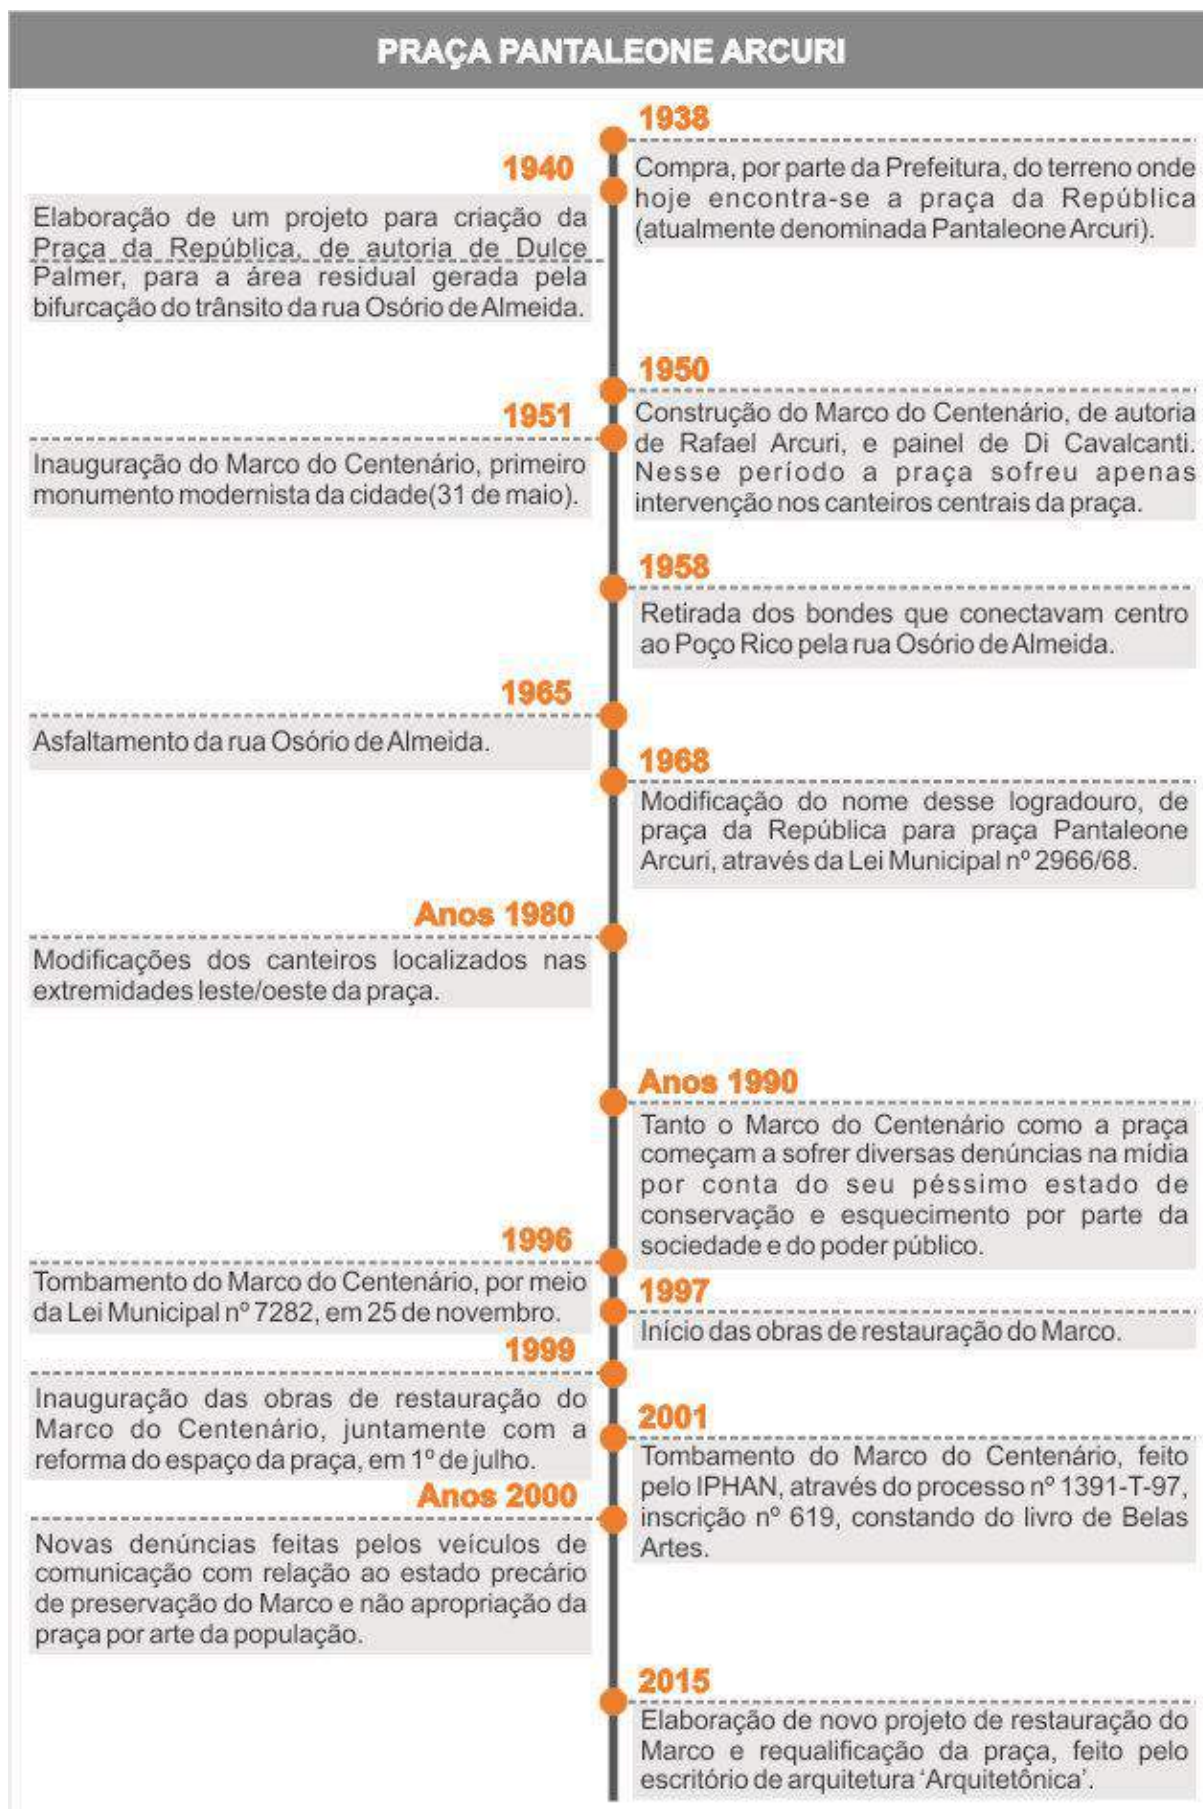 PRAÇA PANTALEONE ARCURI
1938
Compra, por parte da Prefeitura, do terreno onde
hoje encontra-se a praça da República
(atualmente denominada Pantaleone Arcuri).
1940
Elaboração de um projeto para criação da
Praça da República, de autoria de Dulce
Palmer, para a área residual gerada pela
bifurcação do trânsito da rua Osório de Almeida.
1950
Construção do Marco do Centenário, de autoria
de Rafael Arcuri, e painel de Di Cavalcanti.
Nesse período a praça sofreu apenas
intervenção nos canteiros centrais da praça.
1951
Inauguração do Marco do Centenário, primeiro
monumento modernista da cidade(31 de maio).
1958
Retirada dos bondes que conectavam centro
ao Poço Rico pela rua Osório de Almeida.
1965
Asfaltamento da rua Osório de Almeida.
1968
Modificação do nome desse logradouro, de
praça da República para praça Pantaleone
Arcuri, através da Lei Municipal nº 2966/68.
Anos 1980
Modificações dos canteiros localizados nas
extremidades leste/oeste da praça.
Anos 1990
Tanto o Marco do Centenário como a praça
começam a sofrer diversas denúncias na mídia
por conta do seu péssimo estado de
conservação e esquecimento por parte da
sociedade e do poder público.
1996
Tombamento do Marco do Centenário, por meio
da Lei Municipal nº 7282, em 25 de novembro.
1997
Início das obras de restauração do Marco.
1999
Inauguração das obras de restauração do
Marco do Centenário, juntamente com a
reforma do espaço da praça, em 1º de julho.
2001
Tombamento do Marco do Centenário, feito
pelo IPHAN, através do processo nº 1391-T-97,
inscrição nº 619, constando do livro de Belas
Artes.
Anos 2000
Novas denúncias feitas pelos veículos de
comunicação com relação ao estado precário
de preservação do Marco e não apropriação da
praça por arte da população.
2015
Elaboração de novo projeto de restauração do
Marco e requalificação da praça, feito pelo
escritório de arquitetura 'Arquitetônica'.